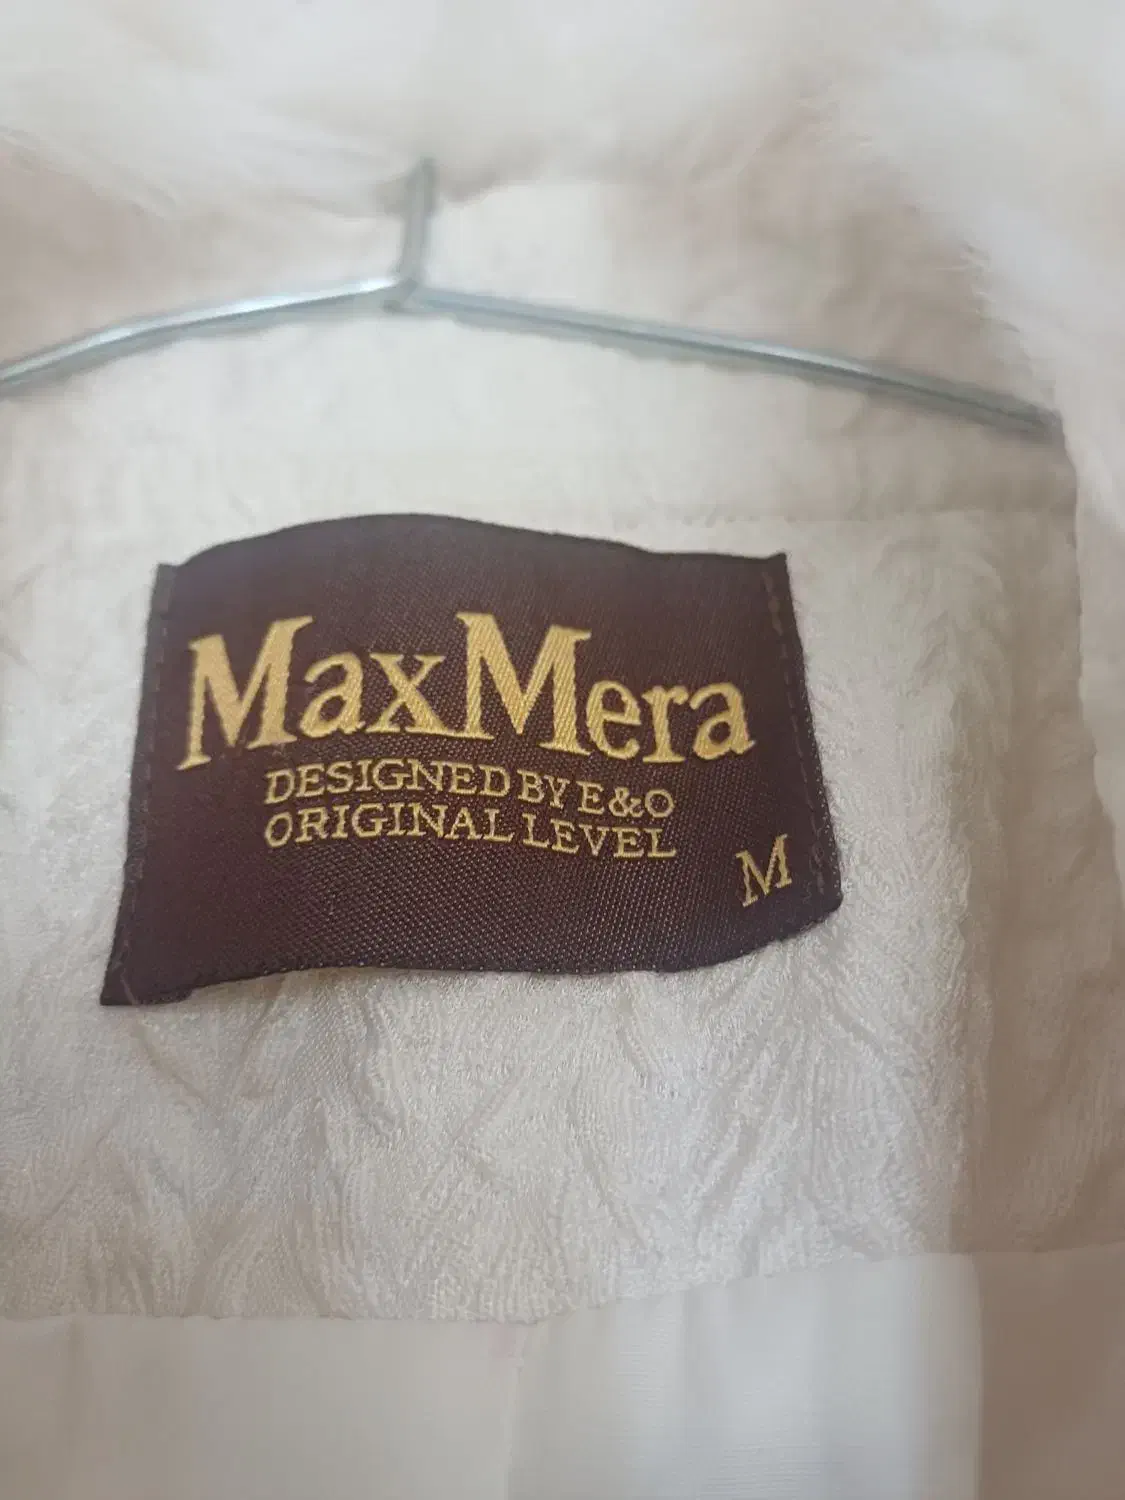 MaxMera
DESIGNED BY E&O
ORIGINAL LEVEL
M